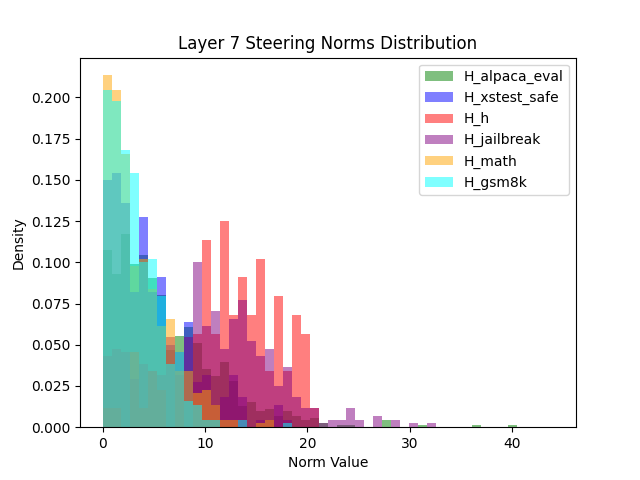 Layer 7 Steering Norms Distribution
H_alpaca_eval
H_xstest_safe
H_h
H_jailbreak
H_math
H_gsm8k
0.200
0.175
0.150
0.125
0.100
0.075
0.050
0.025
0.000
Density
0
10
20
30
40
Norm Value